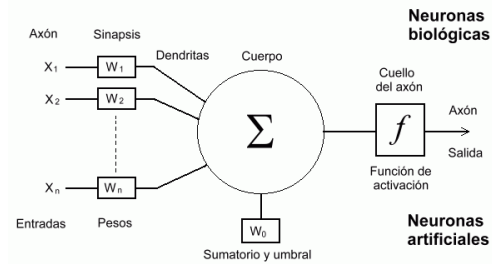 Neuronas
biológicas
Axón
Sinapsis
Dendritas
Cuerpo
Cuello
del axón
X1
W1
X2
W2
Σ
f
Axón
Salida
Función de
activación
Xn
Wn
W0
Entradas
Pesos
Sumatorio y umbral
Neuronas
artificiales